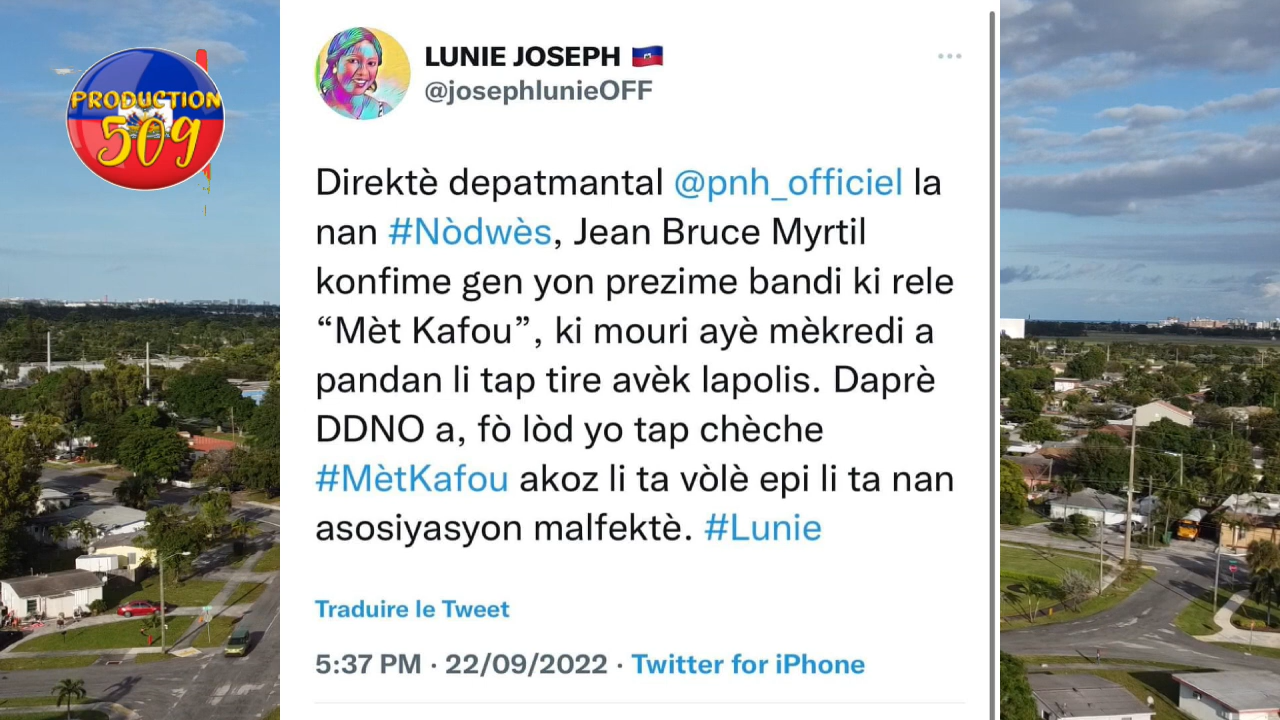 PRODUCTION
509
LUNIE JOSEPH 🇭🇹
@josephlunieOFF
Direktè depatmantal @pnh_officiel la
nan #Nòdwès, Jean Bruce Myrtil
konfime gen yon prezime bandi ki rele
“Mèt Kafou”, ki mouri ayè mèkredi a
pandan li tap tire avèk lapolis. Daprè
DDNO a, fò lòd yo tap chèche
#MètKafou akoz li ta vòlè epi li ta nan
asosiyasyon malfektè. #Lunie
Traduire le Tweet
5:37 PM · 22/09/2022 · Twitter for iPhone